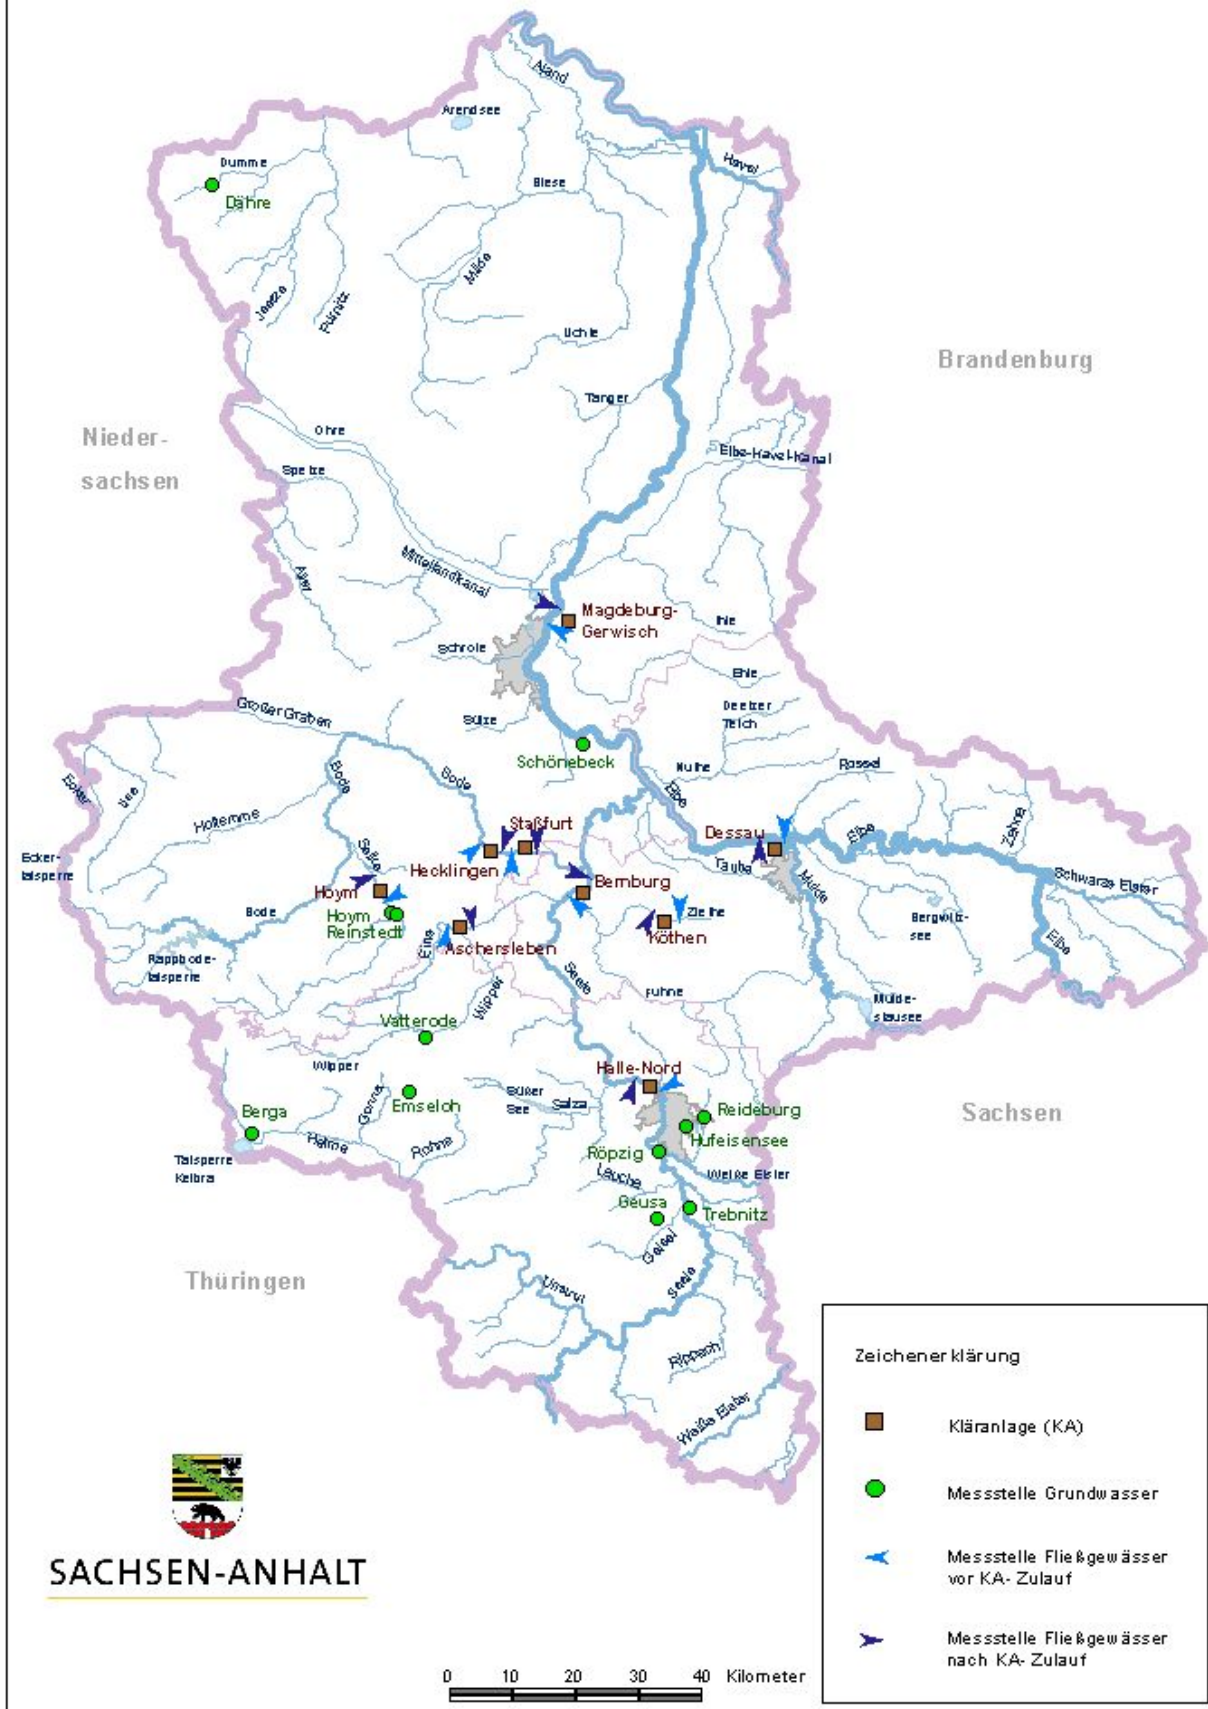 Aland
Arendsee
Havel
Dumme
Biese
Dähre
Milde
Jeetze
Purnitz
Uchte
Brandenburg
Tanger
Nieder-
sachsen
Ohre
Elbe-Havel-Kanal
Spetze
Mittellandkanal
Aller
Magdeburg-
Gerwisch
Ihle
Schrote
Ehle
Großer Graben
Deetzer
Teich
Sülze
Schönebeck
Nuthe
Rossel
Bode
Bode
Ecker
Ilse
Elbe
Holtemme
Staßfurt
Dessau
Elbe
Zahna
Ecker-
talsperre
Selke
Hecklingen
Taube
Mulde
Schwarze Elster
Hoym
Bernburg
Bode
Hoym
Reinstedt
Ziethe
Bergwitz-
see
Eine
Aschersleben
Köthen
Elbe
Rappbode-
talsperre
Saale
Wipper
Fuhne
Mulde-
stausee
Vatterode
Wipper
Halle-Nord
Gonna
Süßer
See
Salza
Berga
Emseloh
Reideburg
Sachsen
Hufeisensee
Helme
Rohne
Röpzig
Talsperre
Kelbra
Laucha
Weiße Elster
Geusa
Trebnitz
Geisel
Thüringen
Unstrut
Saale
Rippach
Weiße Elster
Zeichenerklärung
Kläranlage (KA)
Messstelle Grundwasser
Messstelle Fließgewässer
vor KA- Zulauf
Messstelle Fließgewässer
nach KA- Zulauf
SACHSEN-ANHALT
0 10 20 30 40 Kilometer